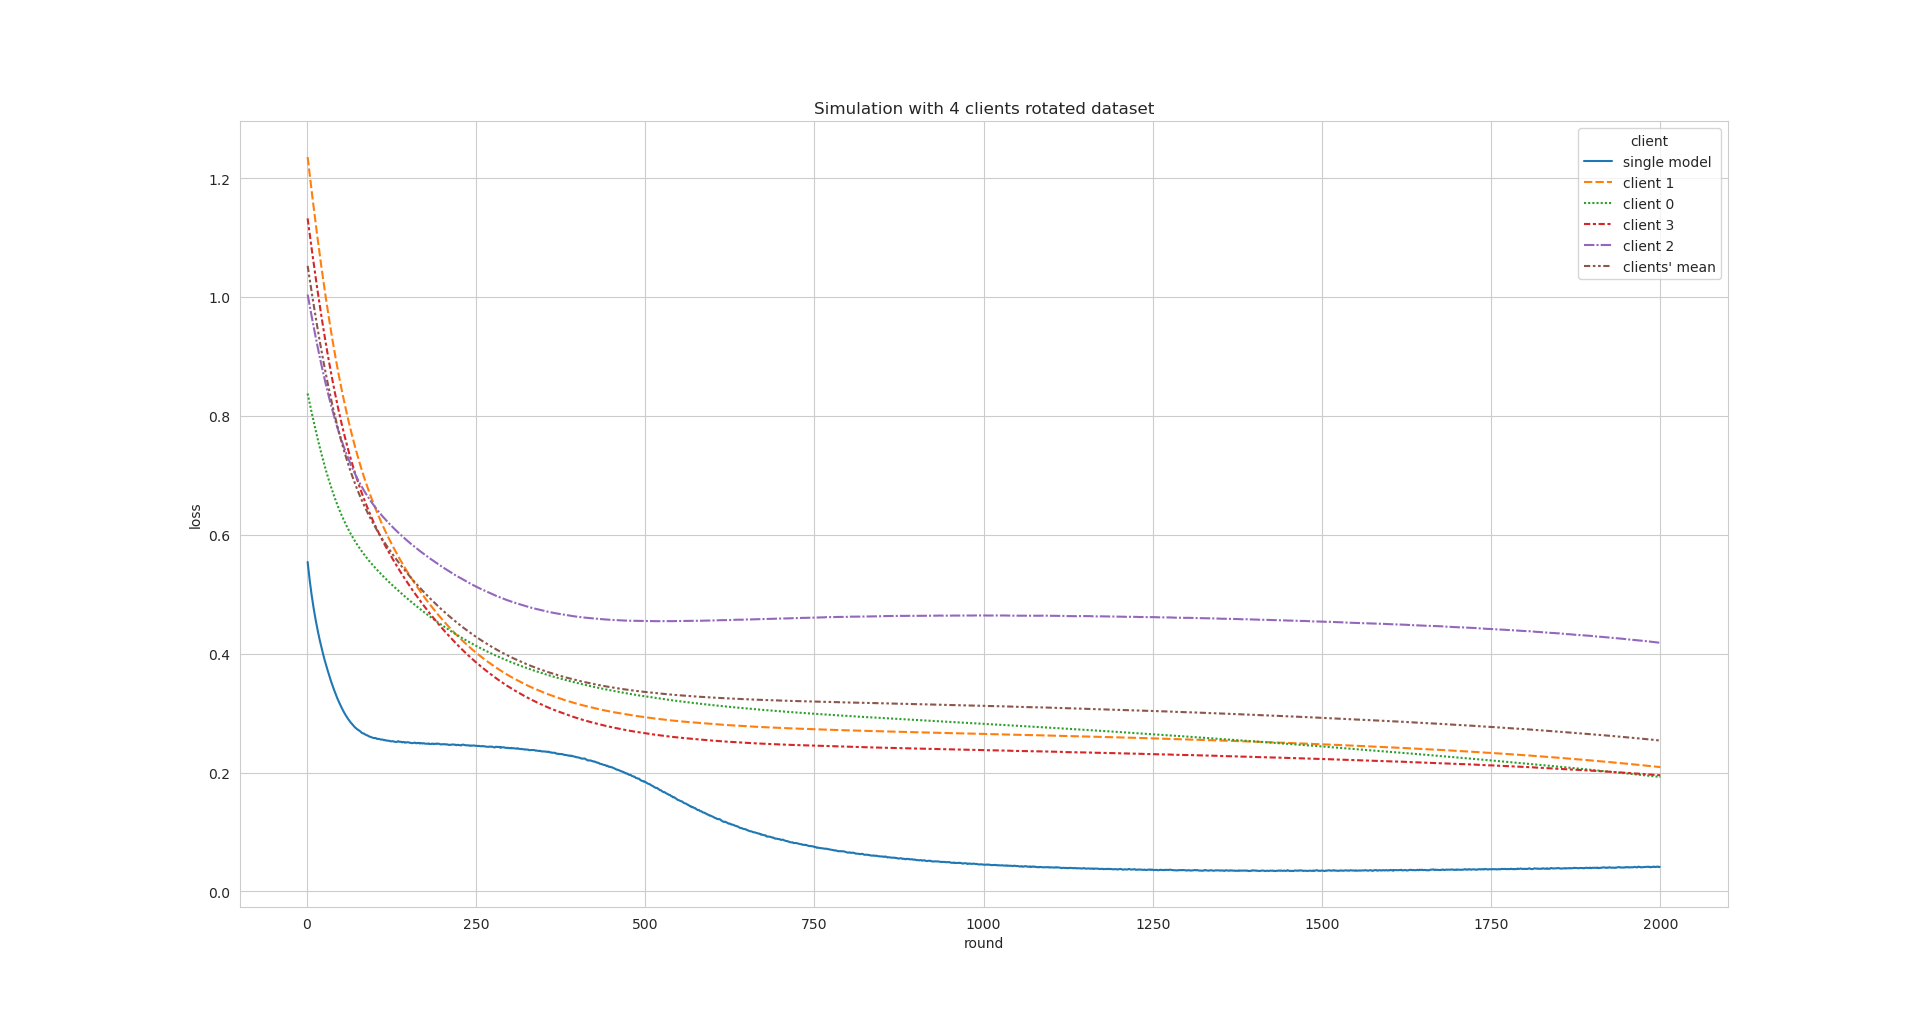 Simulation with 4 clients rotated dataset
client
single model
client 1
client 0
client 3
client 2
clients' mean
loss
1.2
1.0
0.8
0.6
0.4
0.2
0.0
0 250 500 750 1000 1250 1500 1750 2000
round